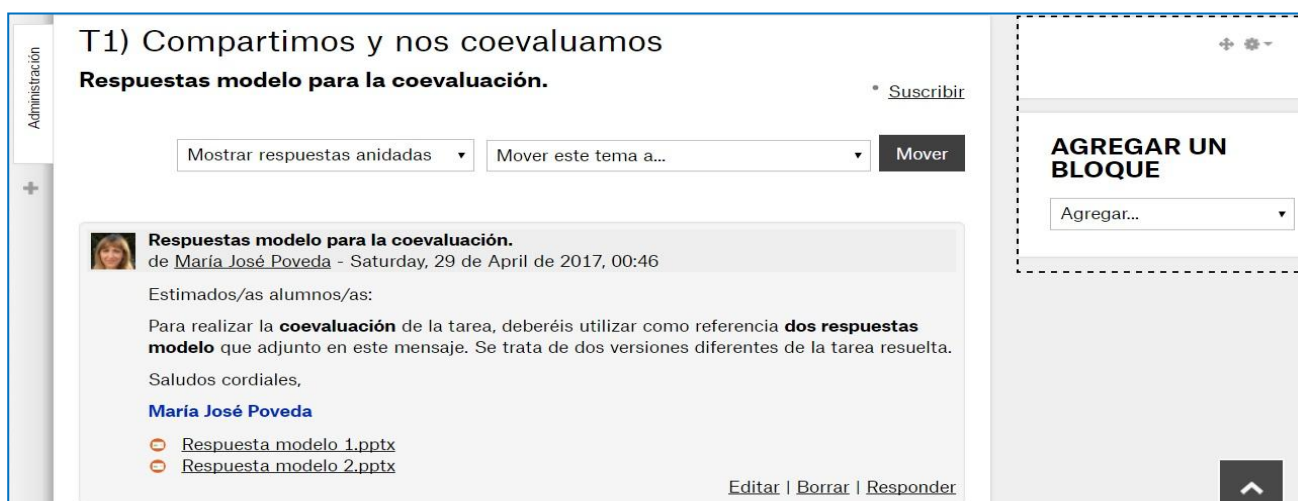 Administración
T1) Compartimos y nos coevaluamos
Respuestas modelo para la coevaluación.
Suscribir
Mostrar respuestas anidadas
Mover este tema a...
Mover
Respuestas modelo para la coevaluación.
de María José Poveda - Saturday, 29 de April de 2017, 00:46
Estimados/as alumnos/as:
Para realizar la coevaluación de la tarea, deberéis utilizar como referencia dos respuestas
modelo que adjunto en este mensaje. Se trata de dos versiones diferentes de la tarea resuelta.
Saludos cordiales,
María José Poveda
Respuesta modelo 1.pptx
Respuesta modelo 2.pptx
Editar | Borrar | Responder
AGREGAR UN
BLOQUE
Agregar...